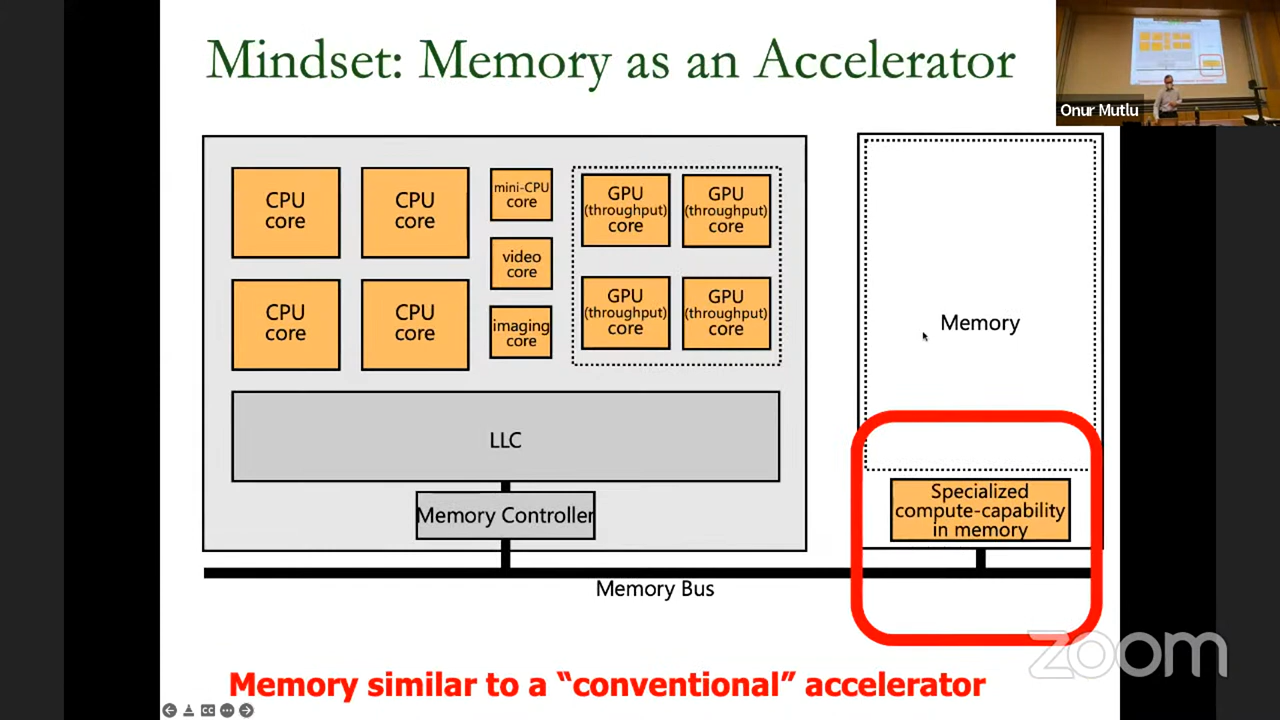 Mindset: Memory as an Accelerator
Onur Mutlu
CPU
core
CPU
core
mini-CPU
core
video
core
imaging
core
GPU
(throughput)
core
GPU
(throughput)
core
CPU
core
CPU
core
GPU
(throughput)
core
GPU
(throughput)
core
LLC
Memory Controller
Memory
Specialized
compute-capability
in memory
Memory Bus
zoom
Memory similar to a “conventional” accelerator
CC